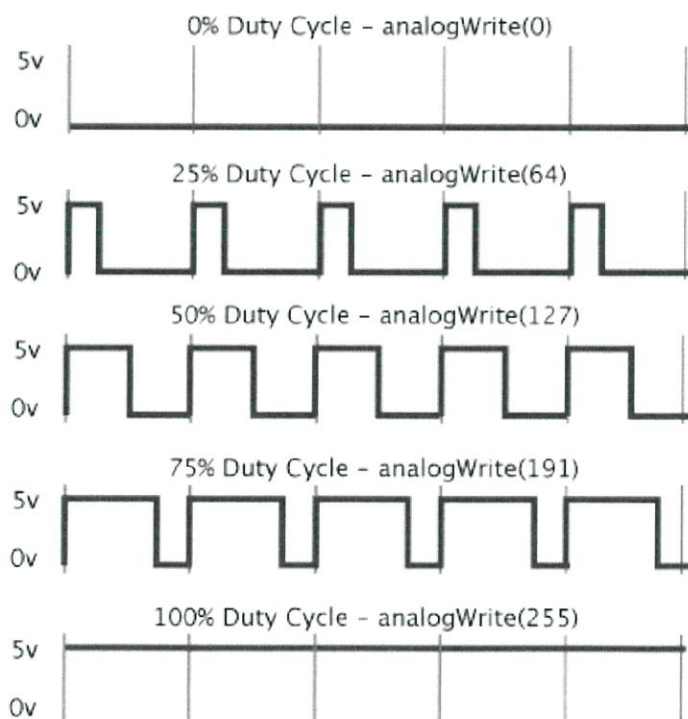 0% Duty Cycle - analogWrite(0)
5v
0v
25% Duty Cycle - analogWrite(64)
5v
0v
50% Duty Cycle - analogWrite(127)
5v
0v
75% Duty Cycle - analogWrite(191)
5v
0v
100% Duty Cycle - analogWrite(255)
5v
0v